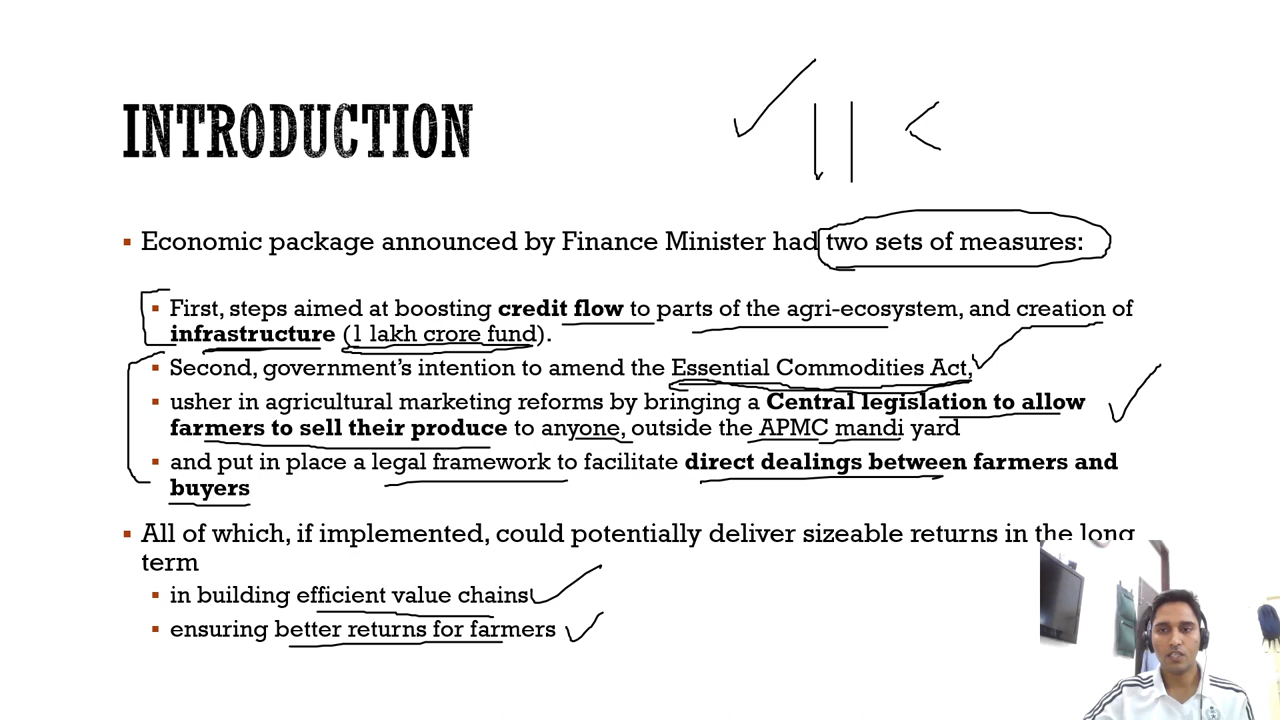 INTRODUCTION
▪ Economic package announced by Finance Minister had two sets of measures:
▪ First, steps aimed at boosting credit flow to parts of the agri-ecosystem, and creation of
infrastructure (1 lakh crore fund).
▪ Second, government's intention to amend the Essential Commodities Act,
▪ usher in agricultural marketing reforms by bringing a Central legislation to allow
farmers to sell their produce to anyone, outside the APMC mandi yard
▪ and put in place a legal framework to facilitate direct dealings between farmers and
buyers
▪ All of which, if implemented, could potentially deliver sizeable returns in the long
term
▪ in building efficient value chains
▪ ensuring better returns for farmers